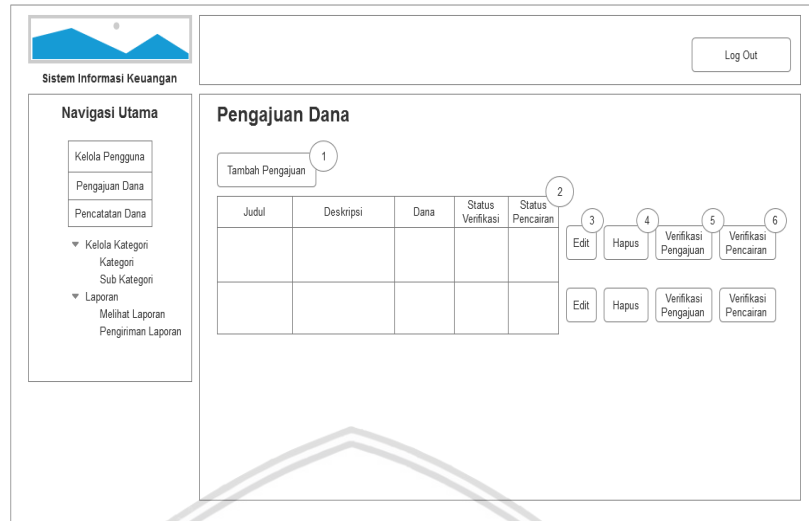 Log Out
Sistem Informasi Keuangan
Navigasi Utama
Kelola Pengguna
Pengajuan Dana
Pencatatan Dana
Kelola Kategori
Kategori
Sub Kategori
Laporan
Melihat Laporan
Pengiriman Laporan
Pengajuan Dana
Tambah Pengajuan
1
2
Judul
Deskripsi
Dana
Status
Verifikasi
Status
Pencairan
3
4
5
6
Edit
Hapus
Verifikasi
Pengajuan
Verifikasi
Pencairan
Edit
Hapus
Verifikasi
Pengajuan
Verifikasi
Pencairan